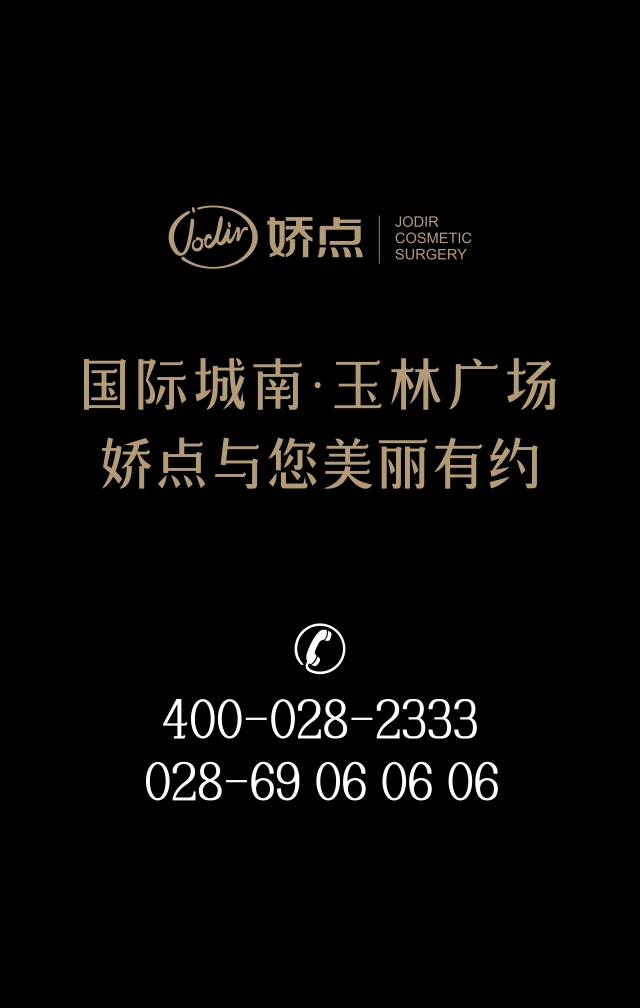 Jodir 娇点 JODIR
COSMETIC
SURGERY
国际城南·玉林广场
娇点与您美丽有约
400-028-2333
028-69 06 06 06